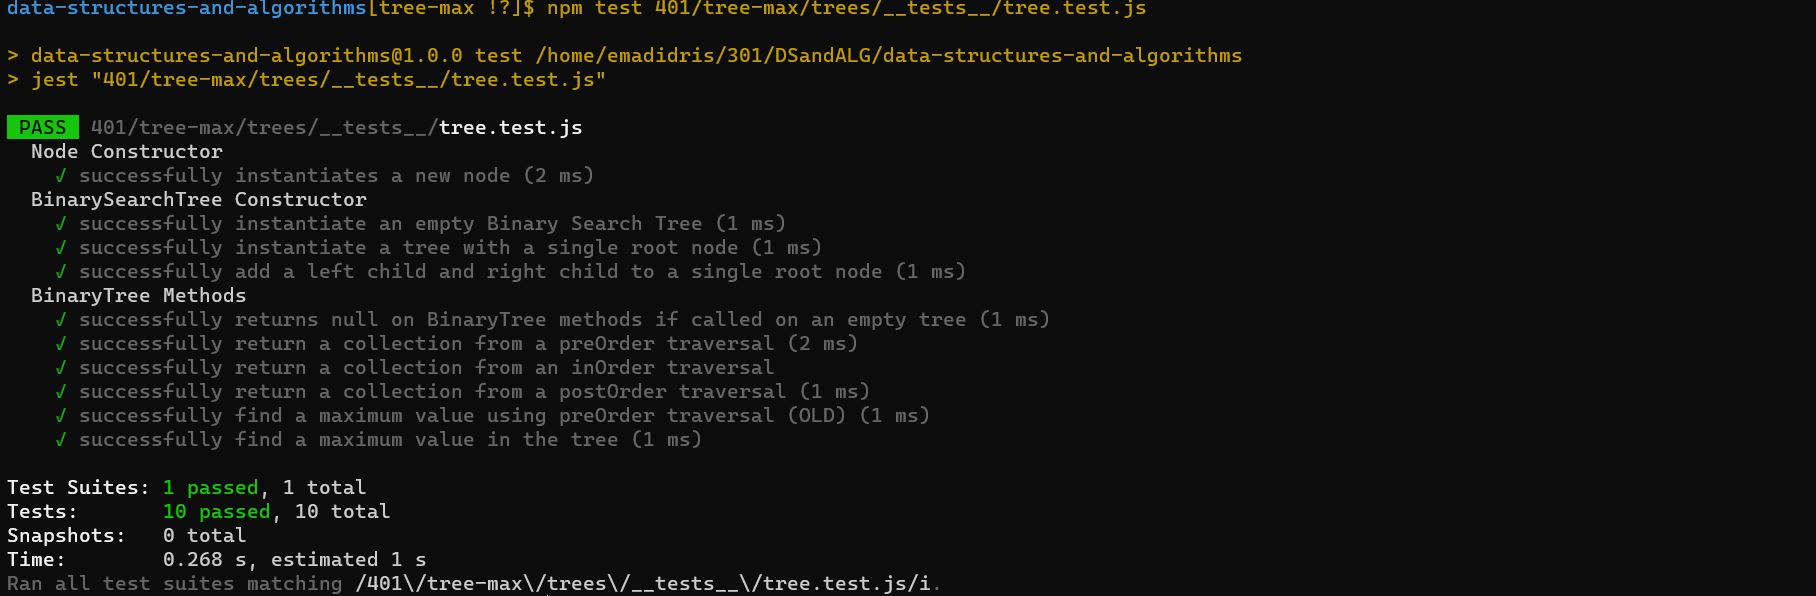 data-structures-and-algorithms[tree-max !?]$ npm test 401/tree-max/trees/__tests__/tree.test.js
> data-structures-and-algorithms@1.0.0 test /home/emadidris/301/DSandALG/data-structures-and-algorithms
> jest "401/tree-max/trees/__tests__/tree.test.js"
PASS 401/tree-max/trees/__tests__/tree.test.js
Node Constructor
√ successfully instantiates a new node (2 ms)
BinarySearchTree Constructor
√ successfully instantiate an empty Binary Search Tree (1 ms)
√ successfully instantiate a tree with a single root node (1 ms)
√ successfully add a left child and right child to a single root node (1 ms)
BinaryTree Methods
√ successfully returns null on BinaryTree methods if called on an empty tree (1 ms)
√ successfully return a collection from a preOrder traversal (2 ms)
√ successfully return a collection from an inOrder traversal
√ successfully return a collection from a postOrder traversal (1 ms)
√ successfully find a maximum value using preOrder traversal (OLD) (1 ms)
√ successfully find a maximum value in the tree (1 ms)
Test Suites: 1 passed, 1 total
Tests: 10 passed, 10 total
Snapshots: 0 total
Time: 0.268 s, estimated 1 s
Ran all test suites matching /401\/tree-max\/trees\/__tests__\/tree.test.js/i.